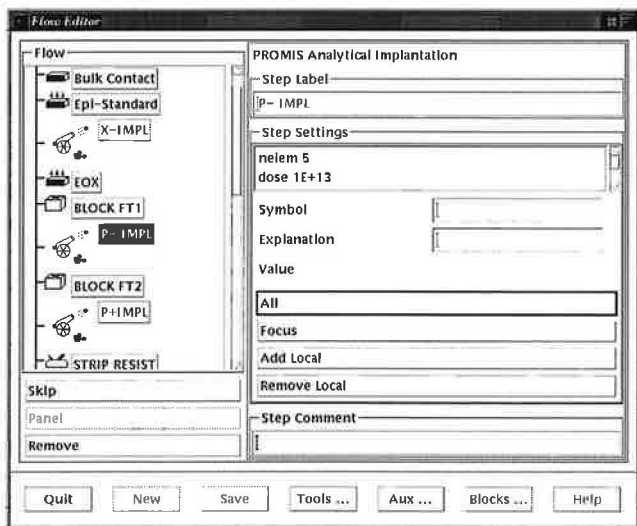 Flow Editor
Flow
Bulk Contact
Epi-Standard
X-IMPL
EOX
BLOCK FT1
P- IMPL
BLOCK FT2
P+IMPL
STRIP RESIST
Skip
Panel
Remove
PROMIS Analytical Implantation
Step Label
P- IMPL
Step Settings
nelem 5
dose 1E+13
Symbol
Explanation
Value
All
Focus
Add Local
Remove Local
Step Comment
Quit
New
Save
Tools ...
Aux ...
Blocks ...
Help